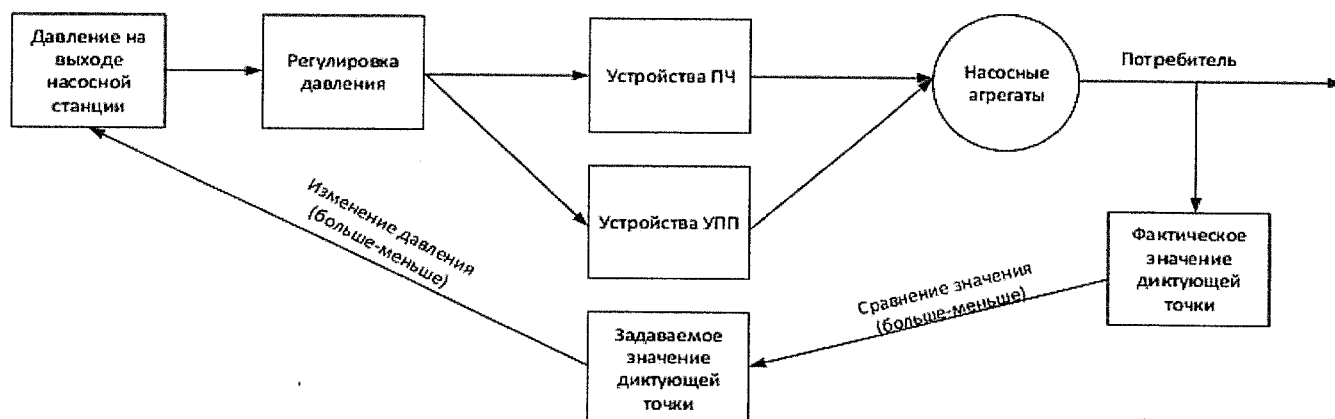 Давление на
выходе
насосной
станции
Регулировка
давления
Устройства ПЧ
Насосные
агрегаты
Потребитель
Устройства УПП
Изменение давления
(больше-меньше)
Фактическое
значение
диктующей
точки
Сравнение значения
(больше-меньше)
Задаваемое
значение
диктующей
точки